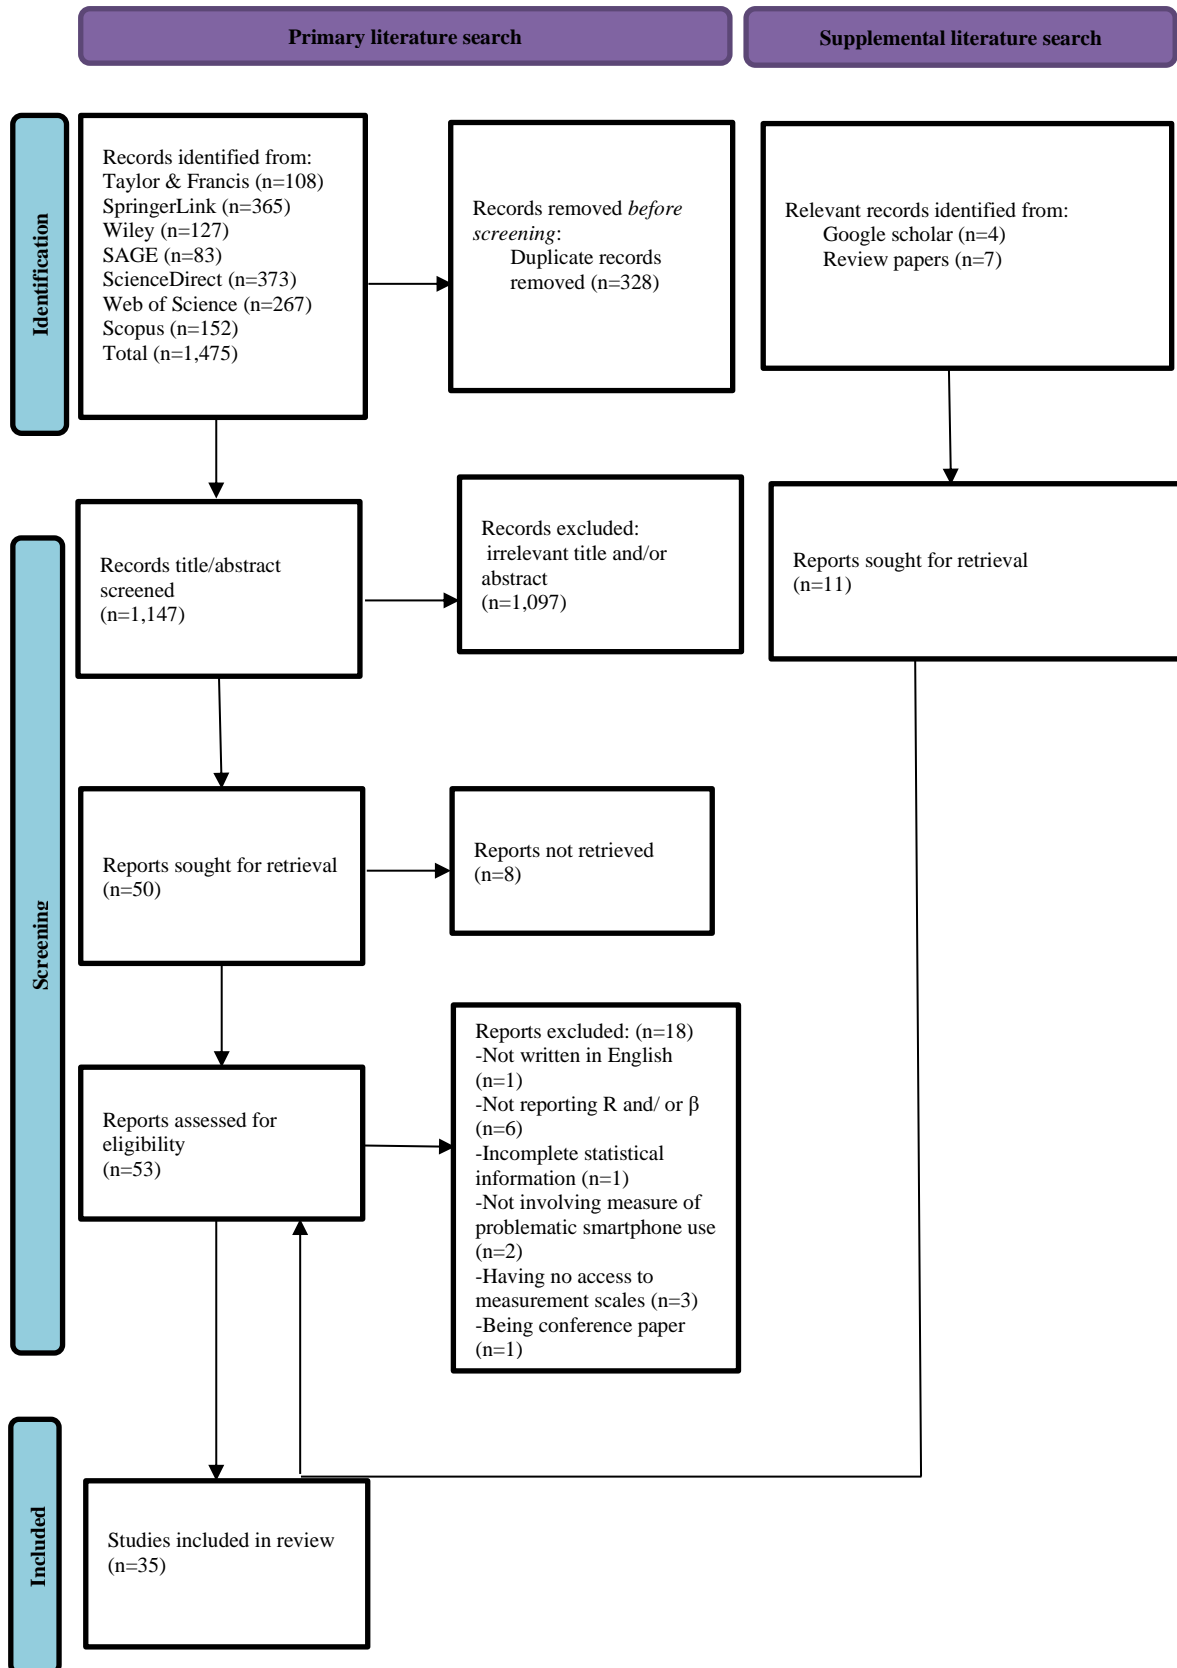 Primary literature search
Supplemental literature search
Identification
Records identified from:
Taylor & Francis (n=108)
SpringerLink (n=365)
Wiley (n=127)
SAGE (n=83)
ScienceDirect (n=373)
Web of Science (n=267)
Scopus (n=152)
Total (n=1,475)
Records removed before
screening:
Duplicate records
removed (n=328)
Relevant records identified from:
Google scholar (n=4)
Review papers (n=7)
Screening
Records title/abstract
screened
(n=1,147)
Records excluded:
irrelevant title and/or
abstract
(n=1,097)
Reports sought for retrieval
(n=11)
Reports sought for retrieval
(n=50)
Reports not retrieved
(n=8)
Reports assessed for
eligibility
(n=53)
Reports excluded: (n=18)
-Not written in English
(n=1)
-Not reporting R and/ or β
(n=6)
-Incomplete statistical
information (n=1)
-Not involving measure of
problematic smartphone use
(n=2)
-Having no access to
measurement scales (n=3)
-Being conference paper
(n=1)
Included
Studies included in review
(n=35)